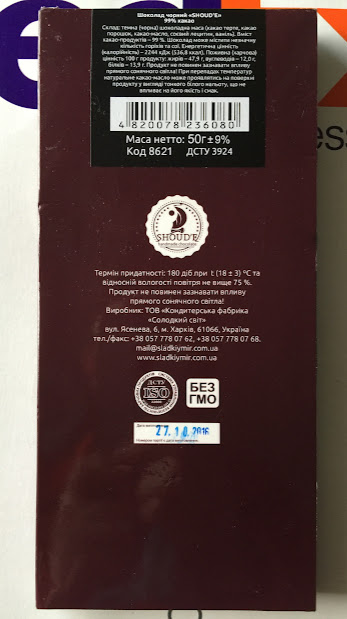 Шоколад чорний «SHOUD'E»
99% какао
Склад: темна (чорна) шоколадна маса (какао терте, какао
порошок, какао-масло, соєвий лецитин, ваніль). Вміст
какао-продуктів – 99 %. Шоколад може містити незначну
кількість горіхів та сої. Енергетична цінність
(калорійність) – 2244 кДж (536,8 ккал). Поживна (харчова)
цінність 100 г продукту: жирів – 47,9 г, вуглеводів – 12,0 г,
білків – 13,9 г. Продукт не повинен зазнавати впливу
прямого сонячного світла! При перепадах температур
натуральне какао-масло може проявлятись на поверхні
продукту у вигляді тонкого білого нальоту, що не
впливає на його якість і смак.
4 820078 236080
Маса нетто: 50г±9%
Код 8621 ДСТУ 3924
ess
SHOUD'E
handmade chocolate
Термін придатності: 180 діб при t (18 ± 3) °С та
відносній вологості повітря не вище 75 %.
Продукт не повинен зазнавати впливу
прямого сонячного світла!
Виробник: ТОВ «Кондитерська фабрика
«Солодкий світ»
вул. Ясенева, 6, м. Харків, 61066, Україна
тел./факс: +38 057 778 07 62, +38 057 778 07 68.
mail@sladkiymir.com.ua
www.sladkiymir.com.ua
ДСТУ
ISO
БЕЗ
ГМО
27.10.2016